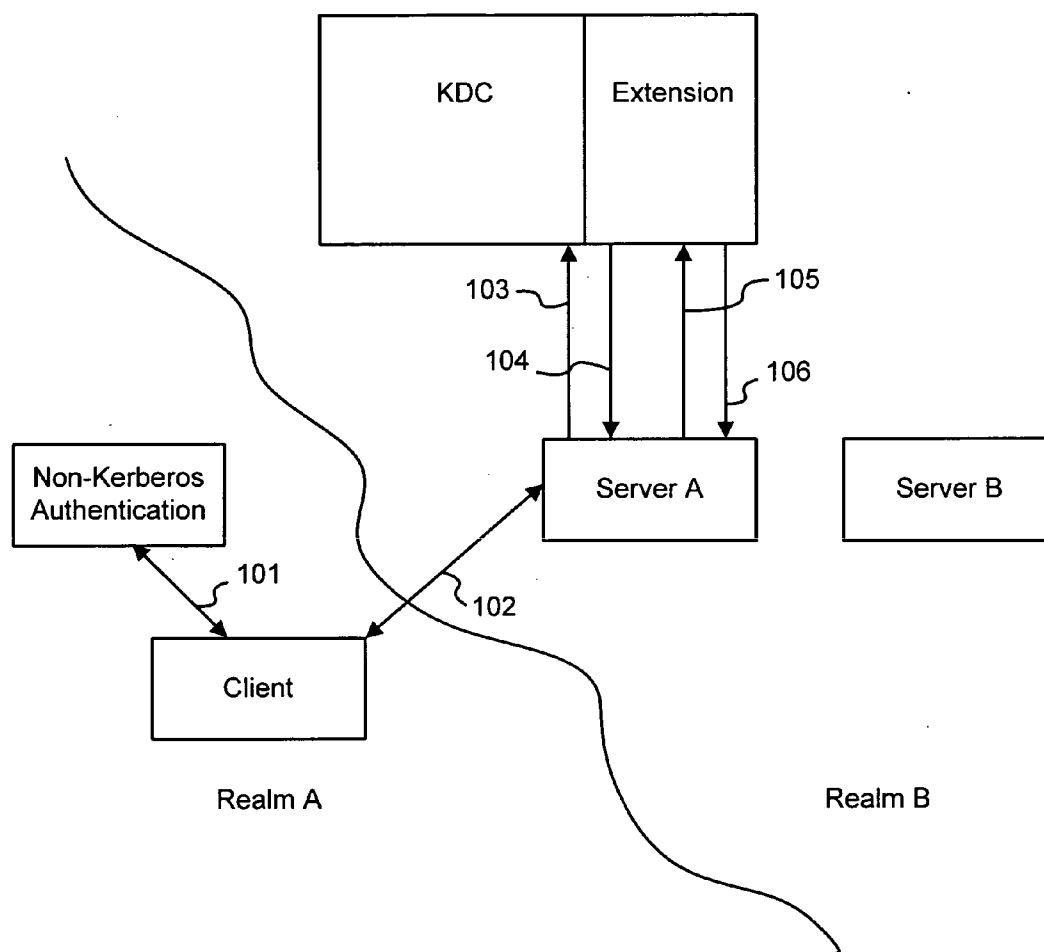 KDC
Extension
103
105
104
106
Non-Kerberos
Authentication
Server A
Server B
101
102
Client
Realm A
Realm B